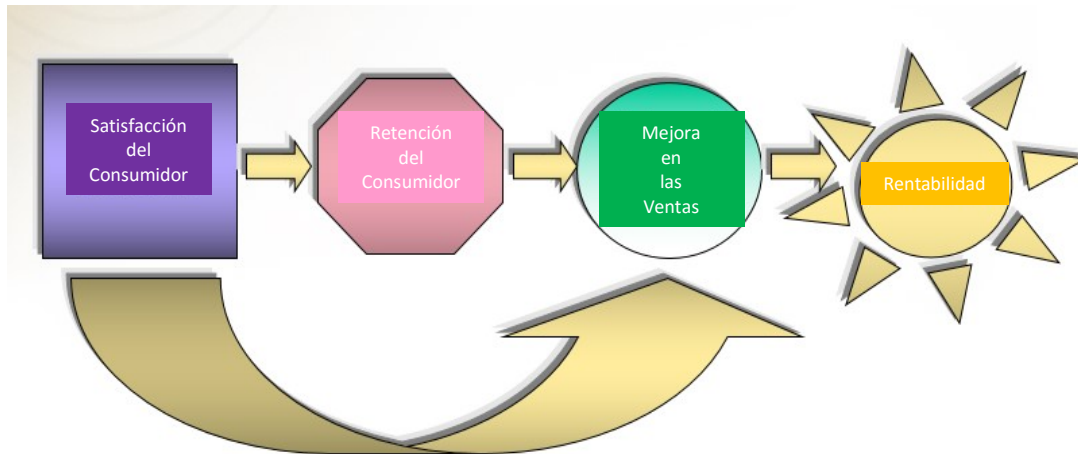 Satisfacción
del
Consumidor
Retención
del
Consumidor
Mejora
en
las
Ventas
Rentabilidad